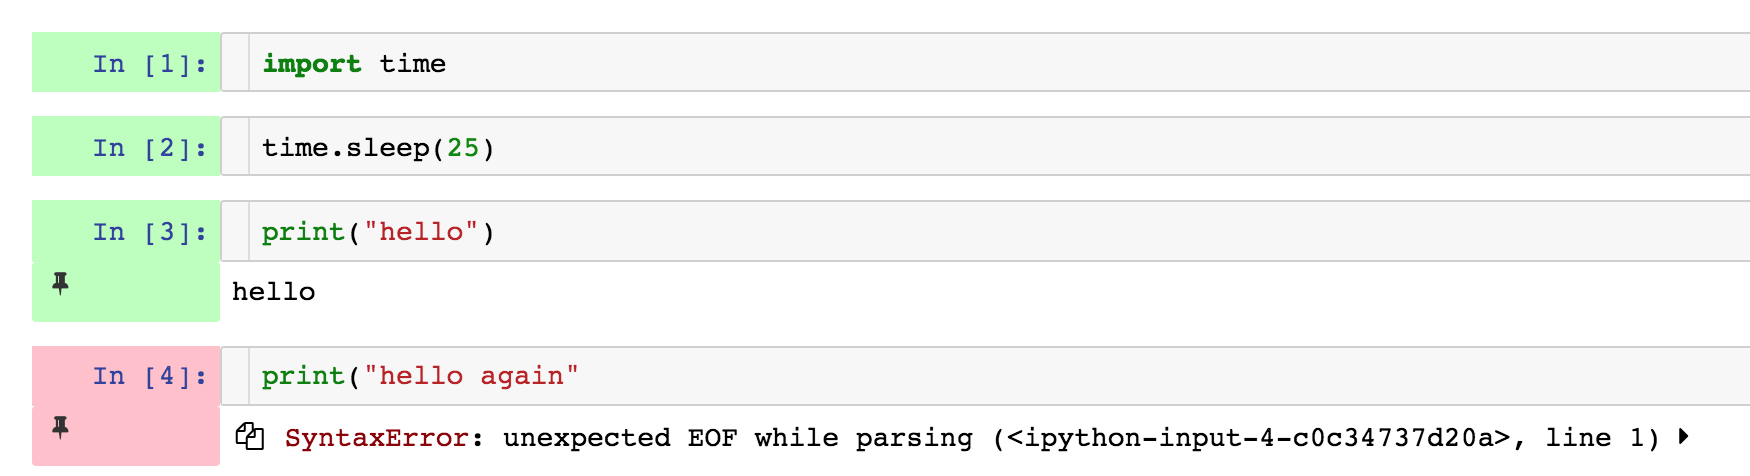 In [1]: import time
In [2]: time.sleep(25)
In [3]: print("hello")
hello
In [4]: print("hello again"
SyntaxError: unexpected EOF while parsing (<ipython-input-4-c0c34737d20a>, line 1)